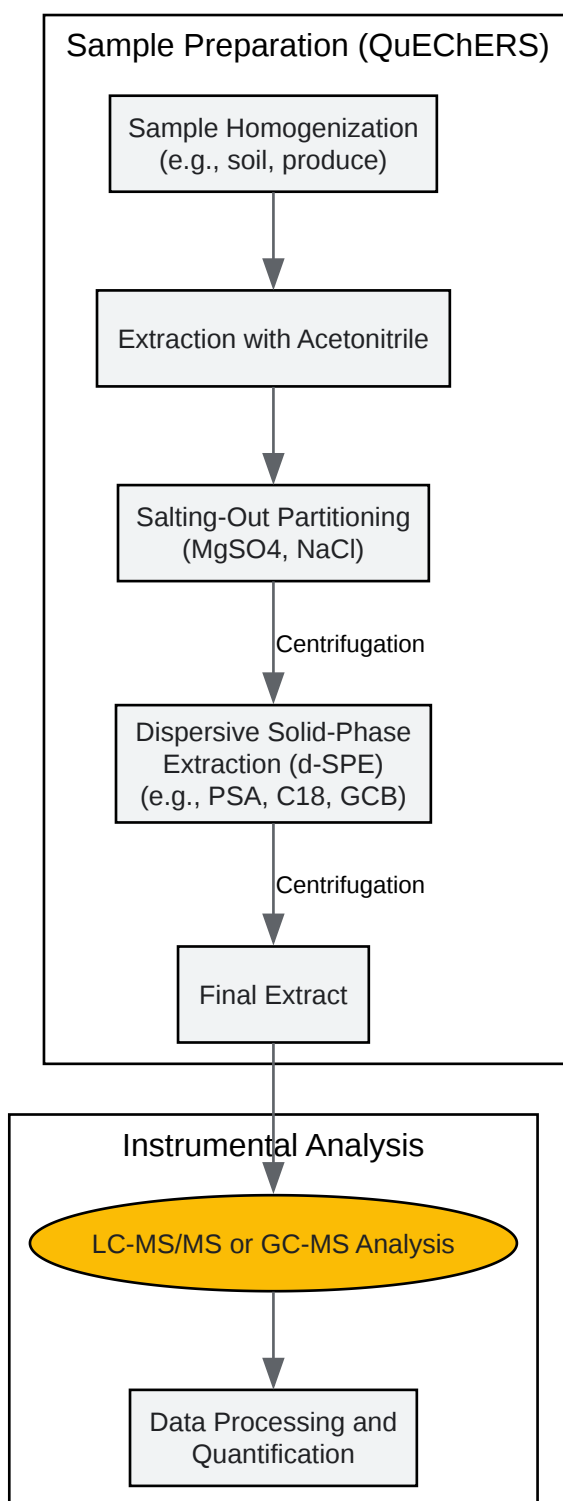 Sample Preparation (QuEChERS)
Sample Homogenization
(e.g., soil, produce)
Extraction with Acetonitrile
Salting-Out Partitioning
(MgSO4, NaCl)
Centrifugation
Dispersive Solid-Phase
Extraction (d-SPE)
(e.g., PSA, C18, GCB)
Centrifugation
Final Extract
Instrumental Analysis
LC-MS/MS or GC-MS Analysis
Data Processing and
Quantification